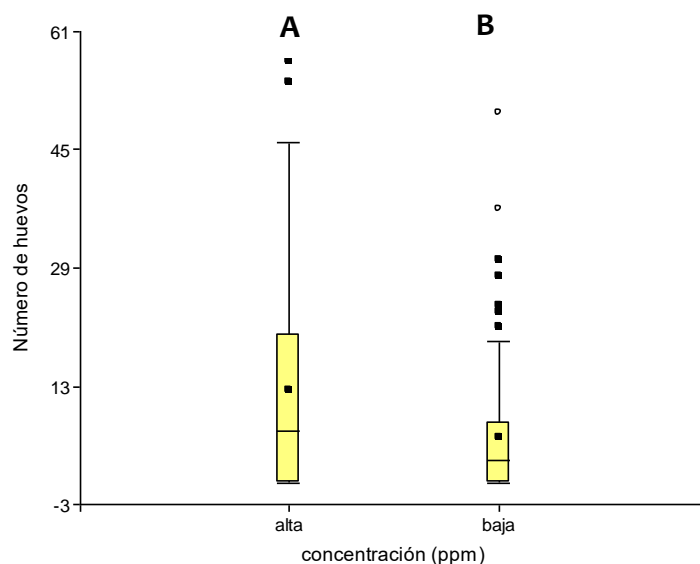 A B
61
45
29
13
-3
Número de huevos
alta baja
concentración (ppm)